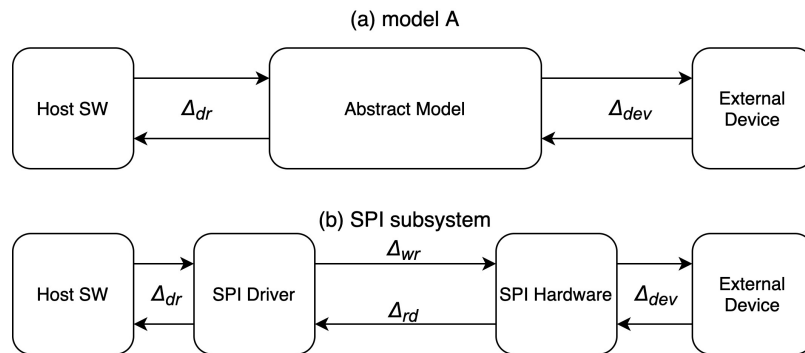 (a) model A
Host SW
Δdr
Abstract Model
Δdev
External
Device
(b) SPI subsystem
Host SW
Δdr
SPI Driver
Δwr
Δrd
SPI Hardware
Δdev
External
Device